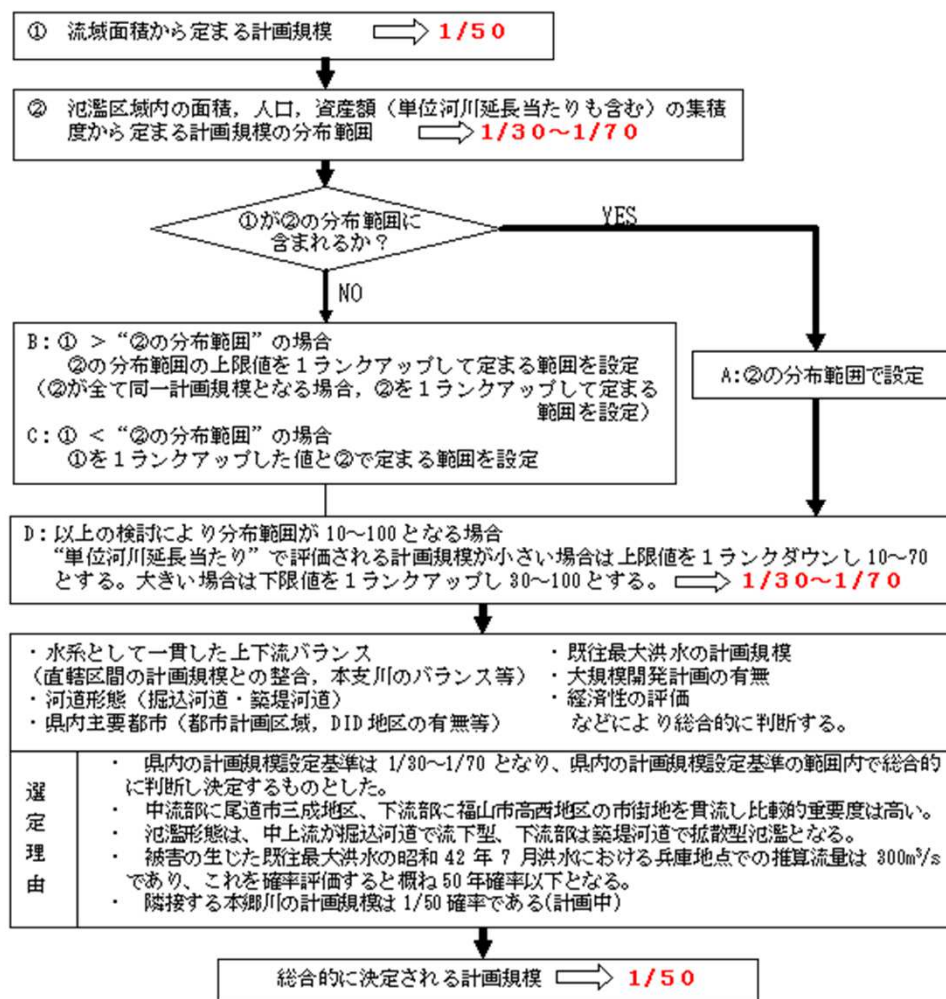 ① 流域面積から定まる計画規模 ⇨ 1/50
② 氾濫区域内の面積，人口，資産額（単位河川延長当たりも含む）の集積
度から定まる計画規模の分布範囲 ⇨ 1/30～1/70
①が②の分布範囲に
含まれるか？
YES
NO
B：① ＞ “②の分布範囲” の場合
②の分布範囲の上限値を１ランクアップして定まる範囲を設定
（②が全て同一計画規模となる場合，②を１ランクアップして定まる
範囲を設定）
C：① ＜ “②の分布範囲” の場合
①を１ランクアップした値と②で定まる範囲を設定
A：②の分布範囲で設定
D：以上の検討により分布範囲が 10～100 となる場合
“単位河川延長当たり” で評価される計画規模が小さい場合は上限値を１ランクダウンし 10～70
とする。大きい場合は下限値を１ランクアップし 30～100 とする。 ⇨ 1/30～1/70
・水系として一貫した上下流バランス
（直轄区間の計画規模との整合，本支川のバランス等）
・河道形態（掘込河道・築堤河道）
・県内主要都市（都市計画区域，DID 地区の有無等）
・既往最大洪水の計画規模
・大規模開発計画の有無
・経済性の評価
などにより総合的に判断する。
選定理由
・ 県内の計画規模設定基準は 1/30～1/70 となり、県内の計画規模設定基準の範囲内で総合的
に判断し決定するものとした。
・ 中流部に尾道市三成地区、下流部に福山市高西地区の市街地を貫流し比較的重要度は高い。
・ 氾濫形態は、中上流が掘込河道で流下型、下流部は築堤河道で拡散型氾濫となる。
・ 被害の生じた既往最大洪水の昭和 42 年 7 月洪水における兵庫地点での推算流量は 300m³/s
であり、これを確率評価すると概ね 50 年確率以下となる。
・ 隣接する本郷川の計画規模は 1/50 確率である(計画中)
総合的に決定される計画規模 ⇨ 1/50